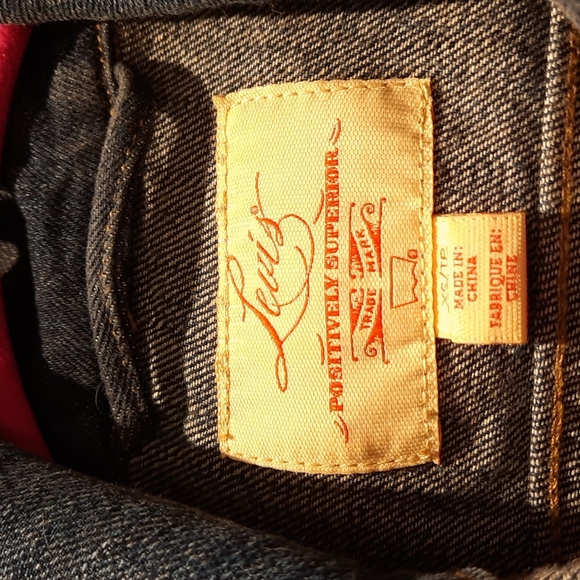 Levi's®
POSITIVELY SUPERIOR
TRADE MARK
XS/TP
MADE IN:
CHINA
FABRIQUE EN:
CHINE